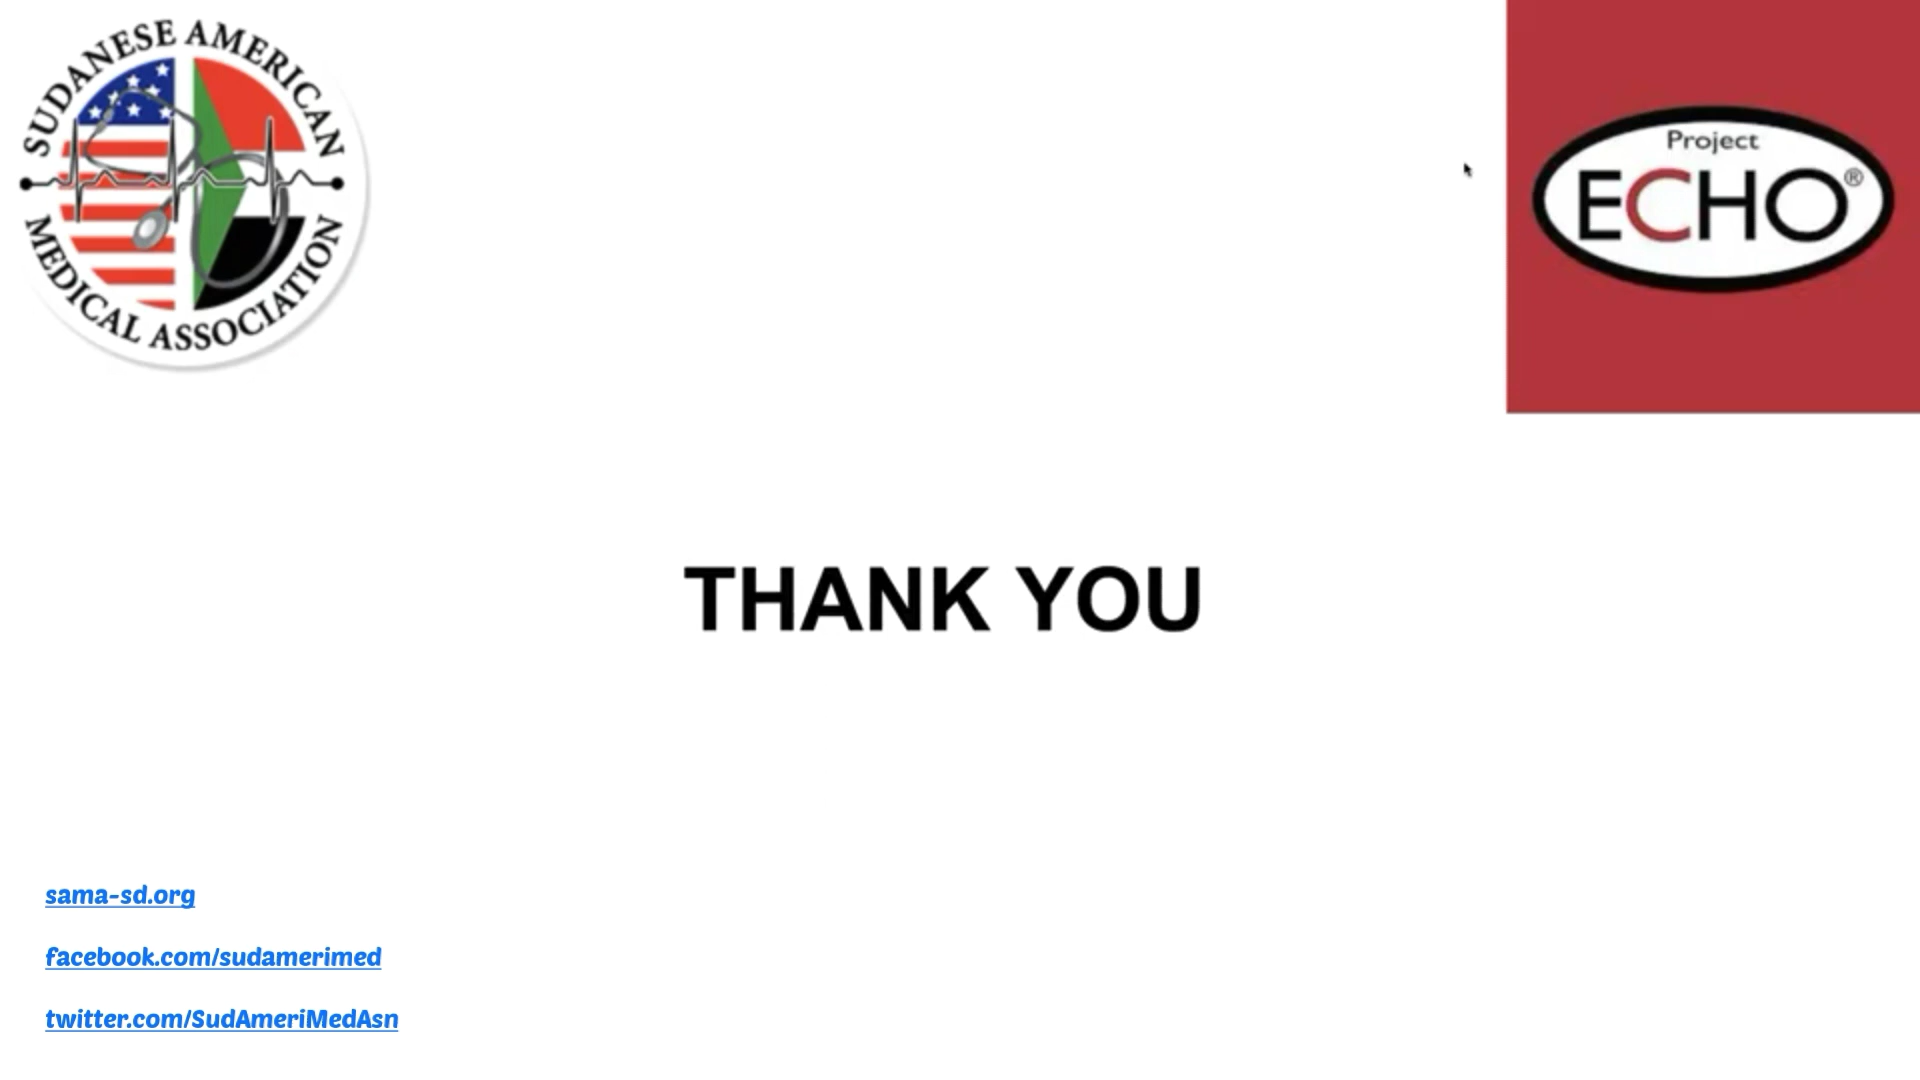 SUDANESE AMERICAN
MEDICAL ASSOCIATION
Project
ECHO®
THANK YOU
sama-sd.org
facebook.com/sudamerimed
twitter.com/SudAmeriMedAsn